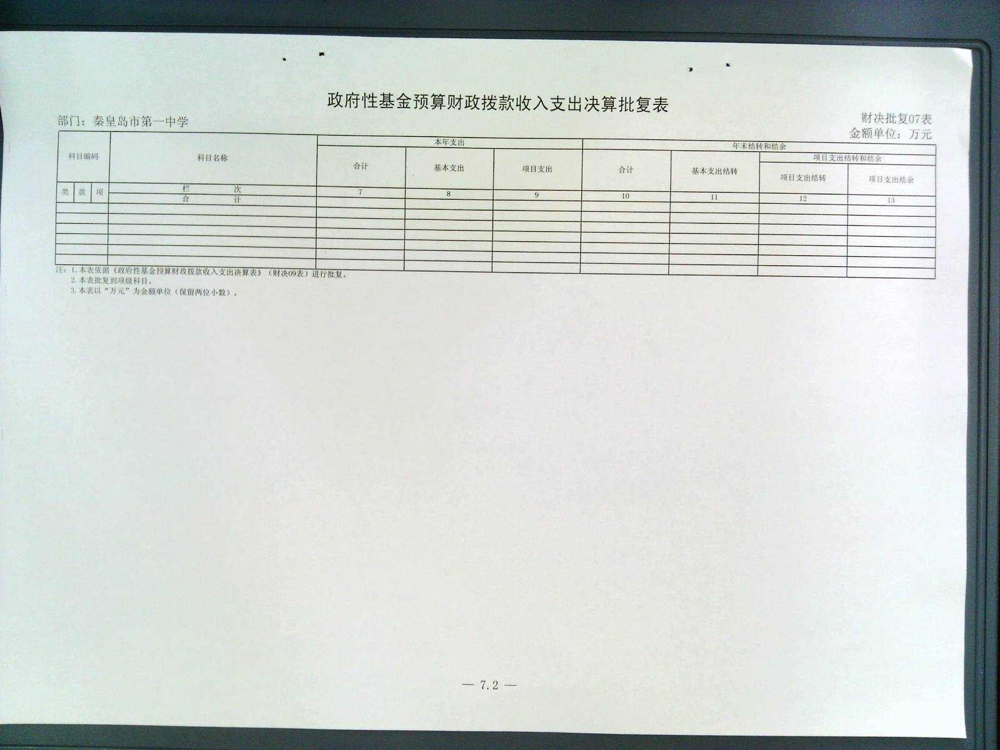 政府性基金预算财政拨款收入支出决算批复表
财决批复07表
部门：秦皇岛市第一中学
金额单位：万元
科目编码 科目名称 本年支出 年末结转和结余
合计 基本支出 项目支出 合计 基本支出结转 项目支出结转和结余
项目支出结转 项目支出结余
类 款 项 栏 次 7 8 9 10 11 12 13
合 计
注：1.本表依据《政府性基金预算财政拨款收入支出决算表》（财决09表）进行批复。
2.本表批复到项级科目。
3.本表以“万元”为金额单位（保留两位小数）。
— 7.2 —